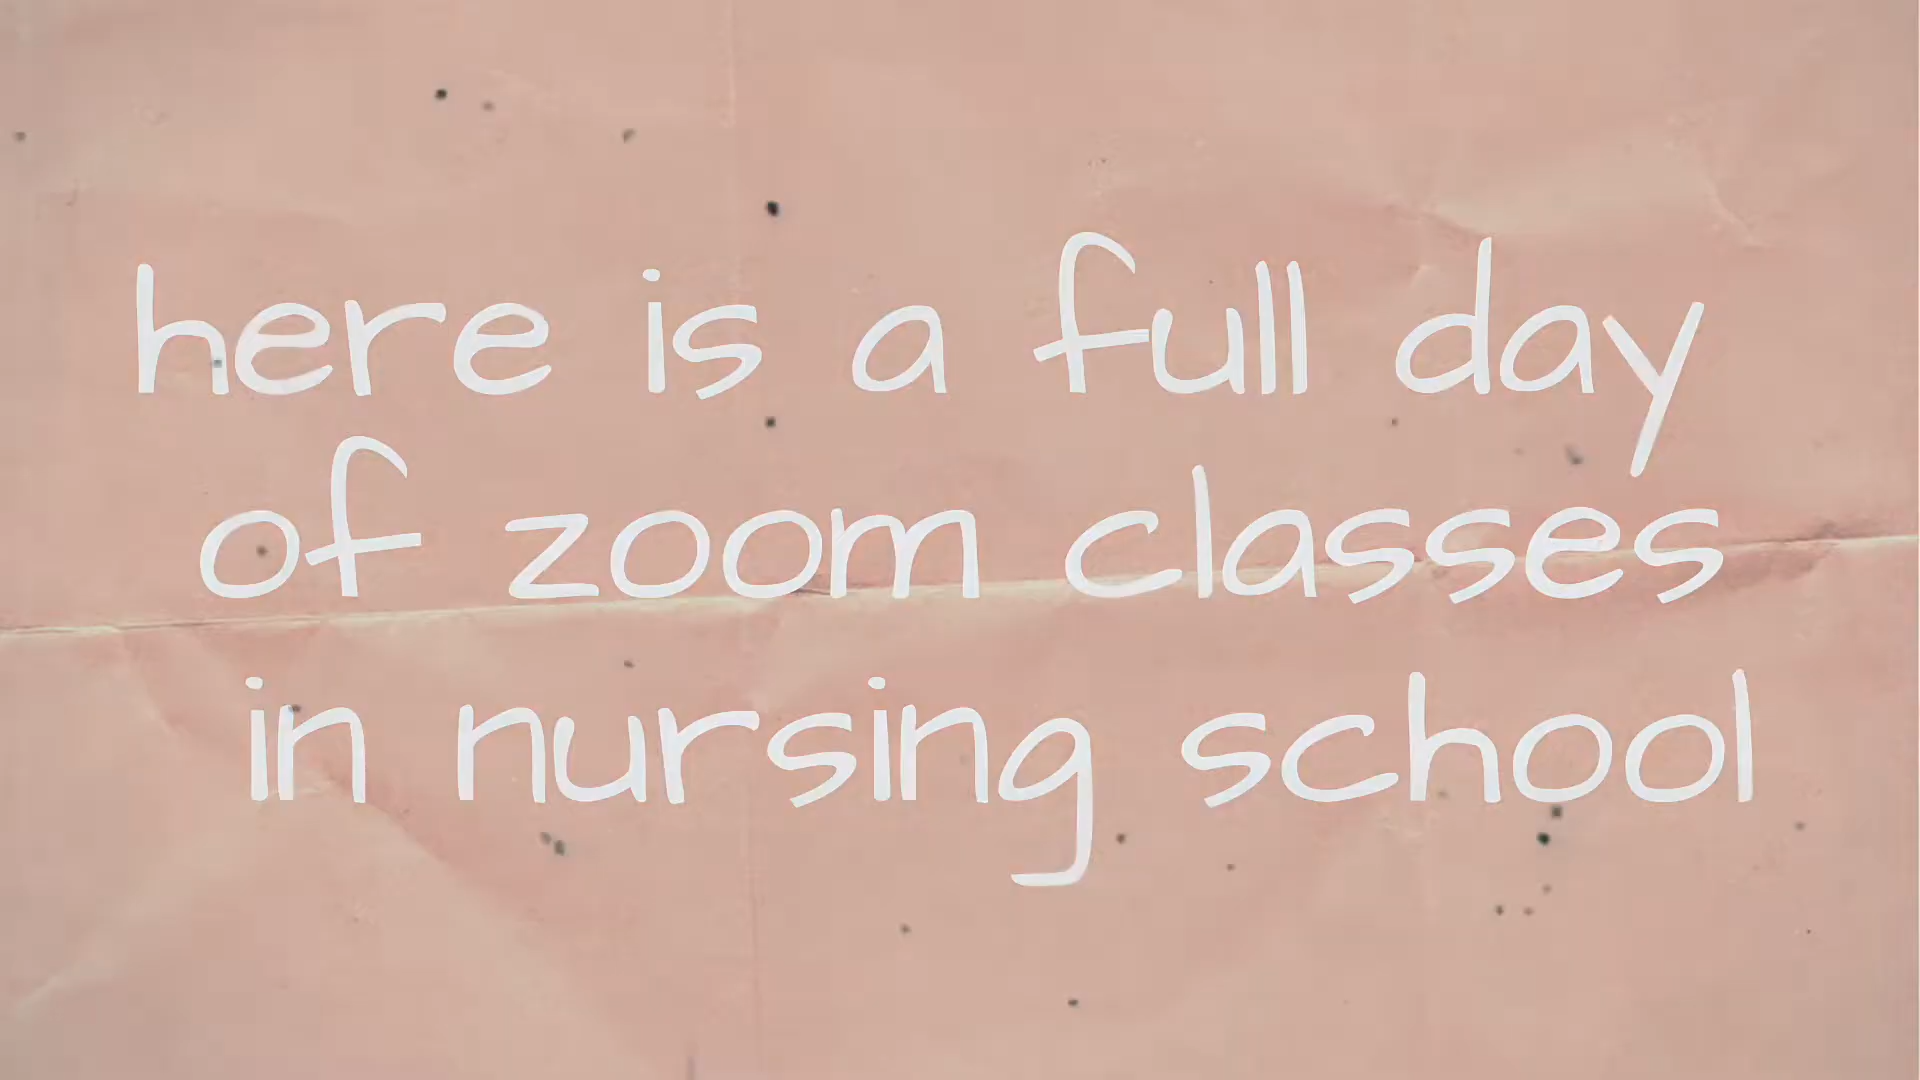 here is a full day
of zoom classes
in nursing school